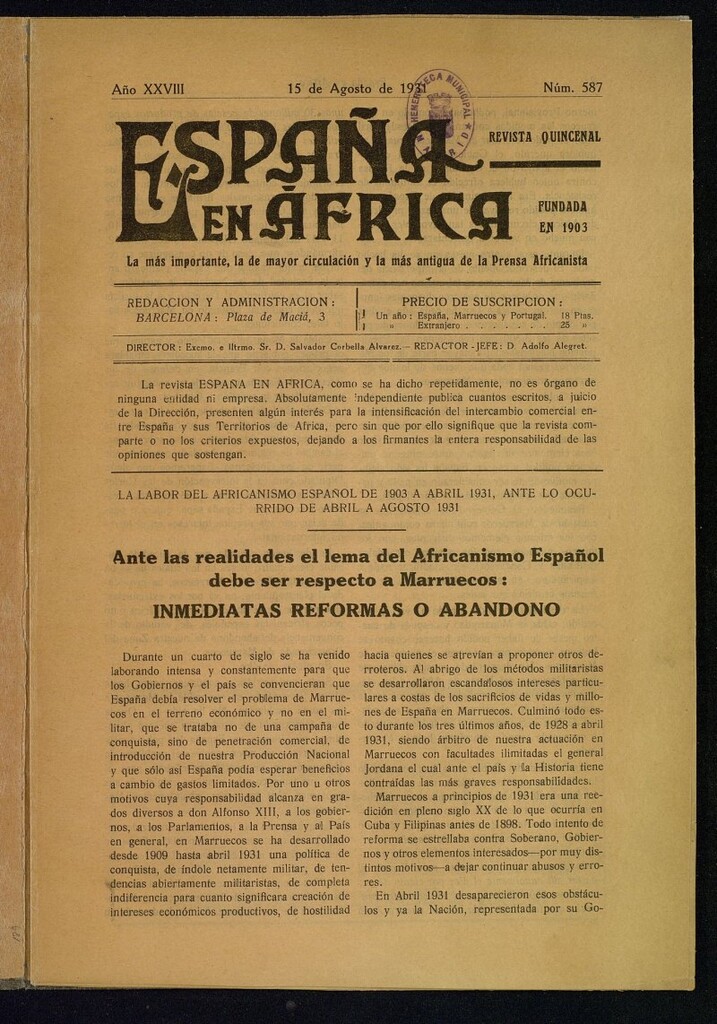 Año XXVIII 15 de Agosto de 1931 Núm. 587
HEMEROTECA MUNICIPAL
MADRID
ESPAÑA
EN ÁFRICA
REVISTA QUINCENAL
FUNDADA
EN 1903
La más importante, la de mayor circulación y la más antigua de la Prensa Africanista
REDACCION Y ADMINISTRACION :
BARCELONA : Plaza de Maciá, 3
PRECIO DE SUSCRIPCION :
Un año : España, Marruecos y Portugal. 18 Ptas.
" Extranjero . . . . . . . 25 "
DIRECTOR : Excmo. e Iltrmo. Sr. D. Salvador Corbella Alvarez.— REDACTOR - JEFE : D. Adolfo Alegret.
La revista ESPAÑA EN AFRICA, como se ha dicho repetidamente, no es órgano de
ninguna entidad ni empresa. Absolutamente independiente publica cuantos escritos, a juicio
de la Dirección, presenten algún interés para la intensificación del intercambio comercial en-
tre España y sus Territorios de Africa, pero sin que por ello signifique que la revista com-
parte o no los criterios expuestos, dejando a los firmantes la entera responsabilidad de las
opiniones que sostengan.
LA LABOR DEL AFRICANISMO ESPAÑOL DE 1903 A ABRIL 1931, ANTE LO OCU-
RRIDO DE ABRIL A AGOSTO 1931
Ante las realidades el lema del Africanismo Español
debe ser respecto a Marruecos :
INMEDIATAS REFORMAS O ABANDONO
Durante un cuarto de siglo se ha venido
laborando intensa y constantemente para que
los Gobiernos y el país se convencieran que
España debía resolver el problema de Marrue-
cos en el terreno económico y no en el mi-
litar, que se trataba no de una campaña de
conquista, sino de penetración comercial, de
introducción de nuestra Producción Nacional
y que sólo así España podía esperar beneficios
a cambio de gastos limitados. Por uno u otros
motivos cuya responsabilidad alcanza en gra-
dos diversos a don Alfonso XIII, a los gobier-
nos, a los Parlamentos, a la Prensa y al País
en general, en Marruecos se ha desarrollado
desde 1909 hasta abril 1931 una política de
conquista, de índole netamente militar, de ten-
dencias abiertamente militaristas, de completa
indiferencia para cuanto significara creación de
intereses económicos productivos, de hostilidad
hacia quienes se atrevían a proponer otros de-
rroteros. Al abrigo de los métodos militaristas
se desarrollaron escandalosos intereses particu-
lares a costas de los sacrificios de vidas y millo-
nes de España en Marruecos. Culminó todo es-
to durante los tres últimos años, de 1928 a abril
1931, siendo árbitro de nuestra actuación en
Marruecos con facultades ilimitadas el general
Jordana el cual ante el país y la Historia tiene
contraídas las más graves responsabilidades.
Marruecos a principios de 1931 era una ree-
dición en pleno siglo XX de lo que ocurría en
Cuba y Filipinas antes de 1898. Todo intento de
reforma se estrellaba contra Soberano, Gobier-
nos y otros elementos interesados—por muy dis-
tintos motivos—a dejar continuar abusos y erro-
res.
En Abril 1931 desaparecieron esos obstácu-
los y ya la Nación, representada por su Go-